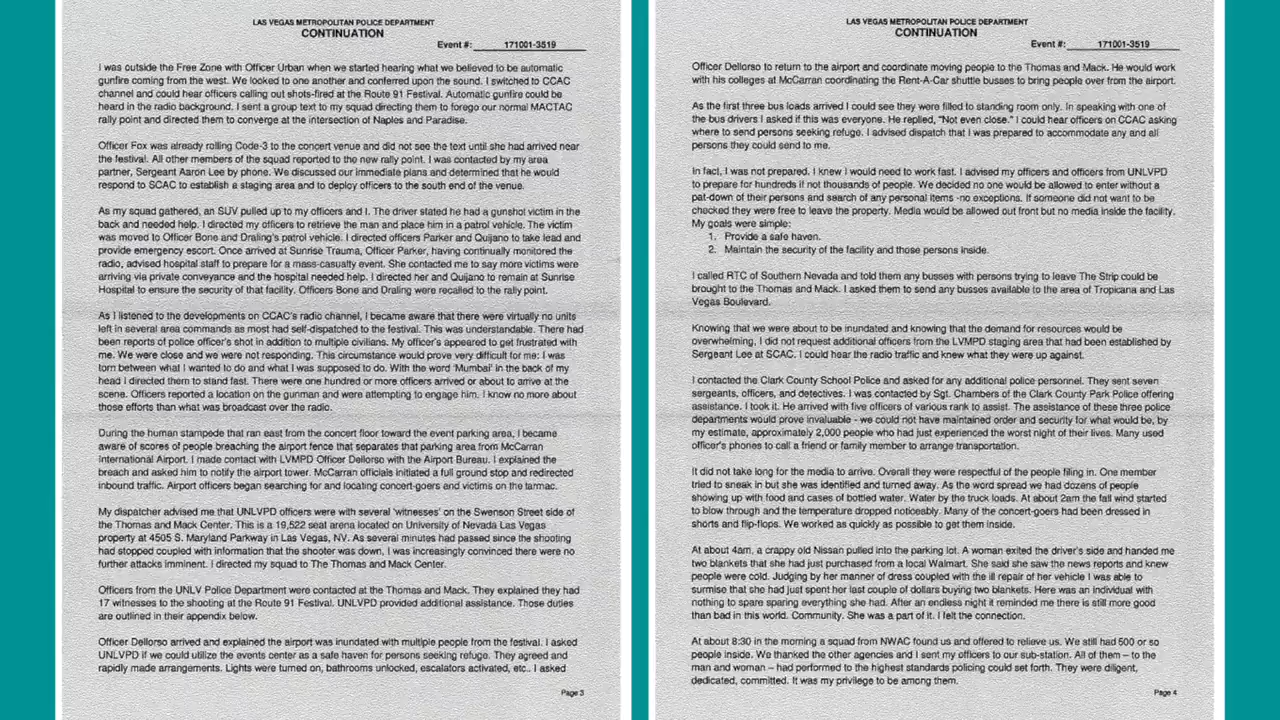 LAS VEGAS METROPOLITAN POLICE DEPARTMENT
CONTINUATION
Event #: 171001-3519
I was outside the Free Zone with Officer Urban when we started hearing what we believed to be automatic
gunfire coming from the west. We looked to one another and conferred upon the sound. I switched to CCAC
channel and could hear officers calling out shots-fired at the Route 91 Festival. Automatic gunfire could be
heard in the radio background. I sent a group text to my squad directing them to forego our normal MACTAC
rally point and directed them to converge at the intersection of Naples and Paradise.
Officer Fox was already rolling Code-3 to the concert venue and did not see the text until she had arrived near
the festival. All other members of the squad reported to the new rally point. I was contacted by my area
partner, Sergeant Aaron Lee by phone. We discussed our immediate plans and determined that he would
respond to SCAC to establish a staging area and to deploy officers to the south end of the venue.
As my squad gathered, an SUV pulled up to my officers and I. The driver stated he had a gunshot victim in the
back and needed help. I directed my officers to retrieve the man and place him in a patrol vehicle. The victim
was moved to Officer Bone and Draling's patrol vehicle. I directed officers Parker and Quijano to take lead and
provide emergency escort. Once arrived at Sunrise Trauma, Officer Parker, having continually monitored the
radio, advised hospital staff to prepare for a mass-casualty event. She contacted me to say more victims were
arriving via private conveyance and the hospital needed help. I directed her and Quijano to remain at Sunrise
Hospital to ensure the security of that facility. Officers Bone and Draling were recalled to the rally point.
As I listened to the developments on CCAC's radio channel, I became aware that there were virtually no units
left in several area commands as most had self-dispatched to the festival. This was understandable. There had
been reports of police officer's shot in addition to multiple civilians. My officer's appeared to get frustrated with
me. We were close and we were not responding. This circumstance would prove very difficult for me: I was
torn between what I wanted to do and what I was supposed to do. With the word 'Mumbai' in the back of my
head I directed them to stand fast. There were one hundred or more officers arrived or about to arrive at the
scene. Officers reported a location on the gunman and were attempting to engage him. I know no more about
those efforts than what was broadcast over the radio.
During the human stampede that ran east from the concert floor toward the event parking area, I became
aware of scores of people breaching the airport fence that separates that parking area from McCarran
International Airport. I made contact with LVMPD Officer Dellorso with the Airport Bureau. I explained the
breach and asked him to notify the airport tower. McCarran officials initiated a full ground stop and redirected
inbound traffic. Airport officers began searching for and locating concert-goers and victims on the tarmac.
My dispatcher advised me that UNLVPD officers were with several 'witnesses' on the Swenson Street side of
the Thomas and Mack Center. This is a 19,522 seat arena located on University of Nevada Las Vegas
property at 4505 S. Maryland Parkway in Las Vegas, NV. As several minutes had passed since the shooting
had stopped coupled with information that the shooter was down, I was increasingly convinced there were no
further attacks imminent. I directed my squad to The Thomas and Mack Center.
Officers from the UNLV Police Department were contacted at the Thomas and Mack. They explained they had
17 witnesses to the shooting at the Route 91 Festival. UNLVPD provided additional assistance. Those duties
are outlined in their appendix below.
Officer Dellorso arrived and explained the airport was inundated with multiple people from the festival. I asked
UNLVPD if we could utilize the events center as a safe haven for persons seeking refuge. They agreed and
rapidly made arrangements. Lights were turned on, bathrooms unlocked, escalators activated, etc.. I asked
Page 3
LAS VEGAS METROPOLITAN POLICE DEPARTMENT
CONTINUATION
Event #: 171001-3519
Officer Dellorso to return to the airport and coordinate moving people to the Thomas and Mack. He would work
with his colleges at McCarran coordinating the Rent-A-Car shuttle busses to bring people over from the airport.
As the first three bus loads arrived I could see they were filled to standing room only. In speaking with one of
the bus drivers I asked if this was everyone. He replied, "Not even close." I could hear officers on CCAC asking
where to send persons seeking refuge. I advised dispatch that I was prepared to accommodate any and all
persons they could send to me.
In fact, I was not prepared. I knew I would need to work fast. I advised my officers and officers from UNLVPD
to prepare for hundreds if not thousands of people. We decided no one would be allowed to enter without a
pat-down of their persons and search of any personal items -no exceptions. If someone did not want to be
checked they were free to leave the property. Media would be allowed out front but no media inside the facility.
My goals were simple:
1. Provide a safe haven.
2. Maintain the security of the facility and those persons inside.
I called RTC of Southern Nevada and told them any busses with persons trying to leave The Strip could be
brought to the Thomas and Mack. I asked them to send any busses available to the area of Tropicana and Las
Vegas Boulevard.
Knowing that we were about to be inundated and knowing that the demand for resources would be
overwhelming, I did not request additional officers from the LVMPD staging area that had been established by
Sergeant Lee at SCAC. I could hear the radio traffic and knew what they were up against.
I contacted the Clark County School Police and asked for any additional police personnel. They sent seven
sergeants, officers, and detectives. I was contacted by Sgt. Chambers of the Clark County Park Police offering
assistance. I took it. He arrived with five officers of various rank to assist. The assistance of these three police
departments would prove invaluable - we could not have maintained order and security for what would be, by
my estimate, approximately 2,000 people who had just experienced the worst night of their lives. Many used
officer's phones to call a friend or family member to arrange transportation.
It did not take long for the media to arrive. Overall they were respectful of the people filing in. One member
tried to sneak in but she was identified and turned away. As the word spread we had dozens of people
showing up with food and cases of bottled water. Water by the truck loads. At about 2am the fall wind started
to blow through and the temperature dropped noticeably. Many of the concert-goers had been dressed in
shorts and flip-flops. We worked as quickly as possible to get them inside.
At about 4am, a crappy old Nissan pulled into the parking lot. A woman exited the driver's side and handed me
two blankets that she had just purchased from a local Walmart. She said she saw the news reports and knew
people were cold. Judging by her manner of dress coupled with the ill repair of her vehicle I was able to
surmise that she had just spent her last couple of dollars buying two blankets. Here was an individual with
nothing to spare sparing everything she had. After an endless night it reminded me there is still more good
than bad in this world. Community. She was a part of it. I felt the connection.
At about 8:30 in the morning a squad from NWAC found us and offered to relieve us. We still had 500 or so
people inside. We thanked the other agencies and I sent my officers to our sub-station. All of them – to the
man and woman – had performed to the highest standards policing could set forth. They were diligent,
dedicated, committed. It was my privilege to be among them.
Page 4